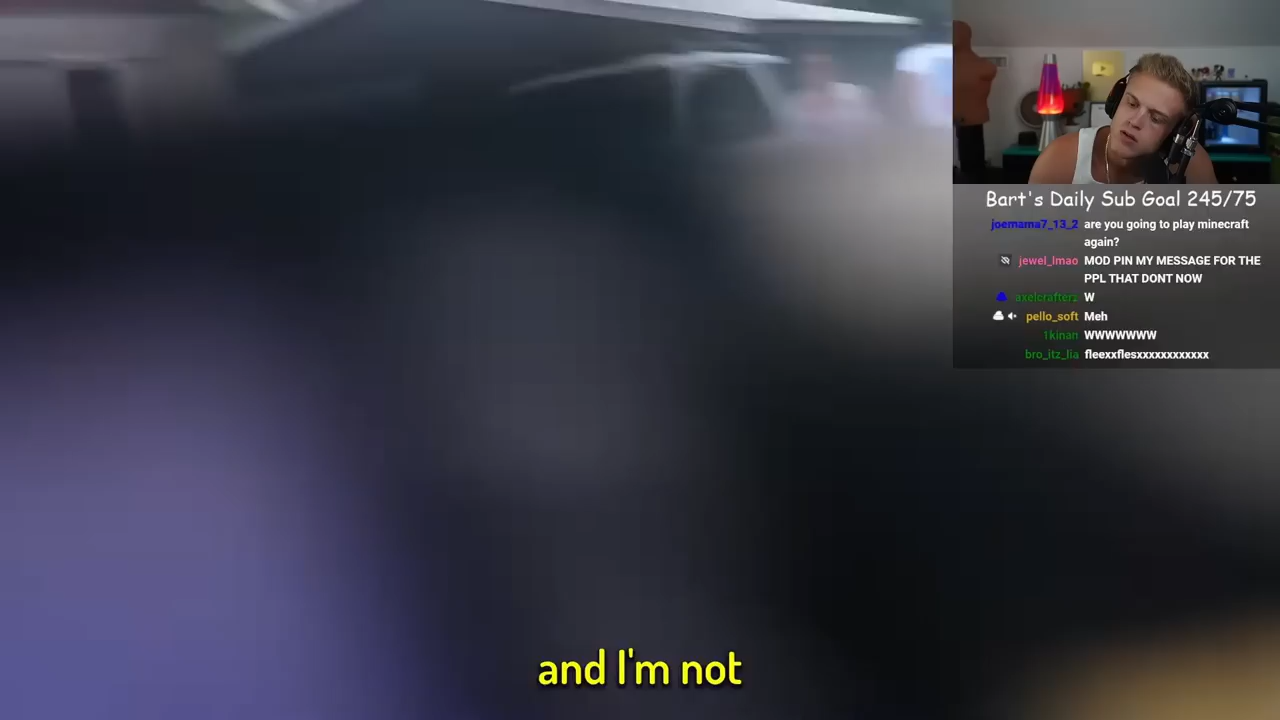 Bart's Daily Sub Goal 245/75
joemama7_13_2 are you going to play minecraft
again?
jewel_lmao MOD PIN MY MESSAGE FOR THE
PPL THAT DONT NOW
axelcrafterz W
pello_soft Meh
1kinan WWWWWWW
bro_itz_lia fleexxflesxxxxxxxxxxxx
and I'm not